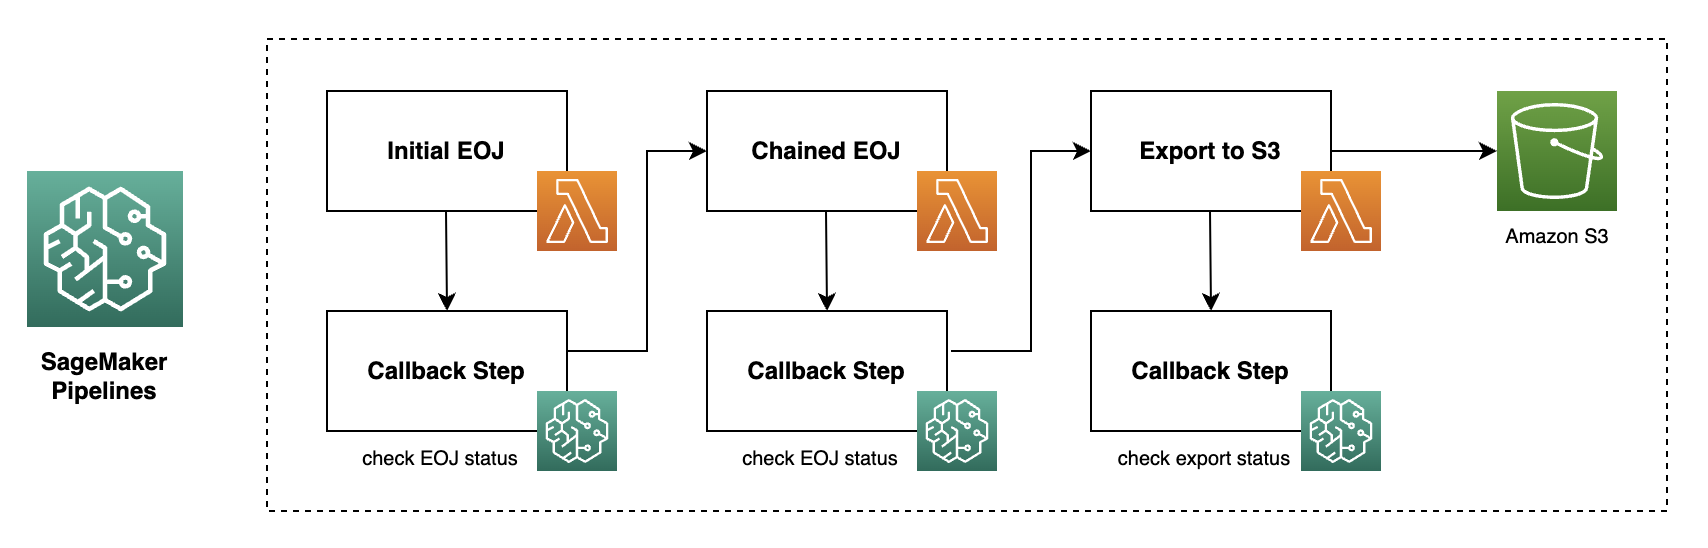 SageMaker
Pipelines
Initial EOJ
Chained EOJ
Export to S3
Amazon S3
Callback Step
Callback Step
Callback Step
check EOJ status
check EOJ status
check export status